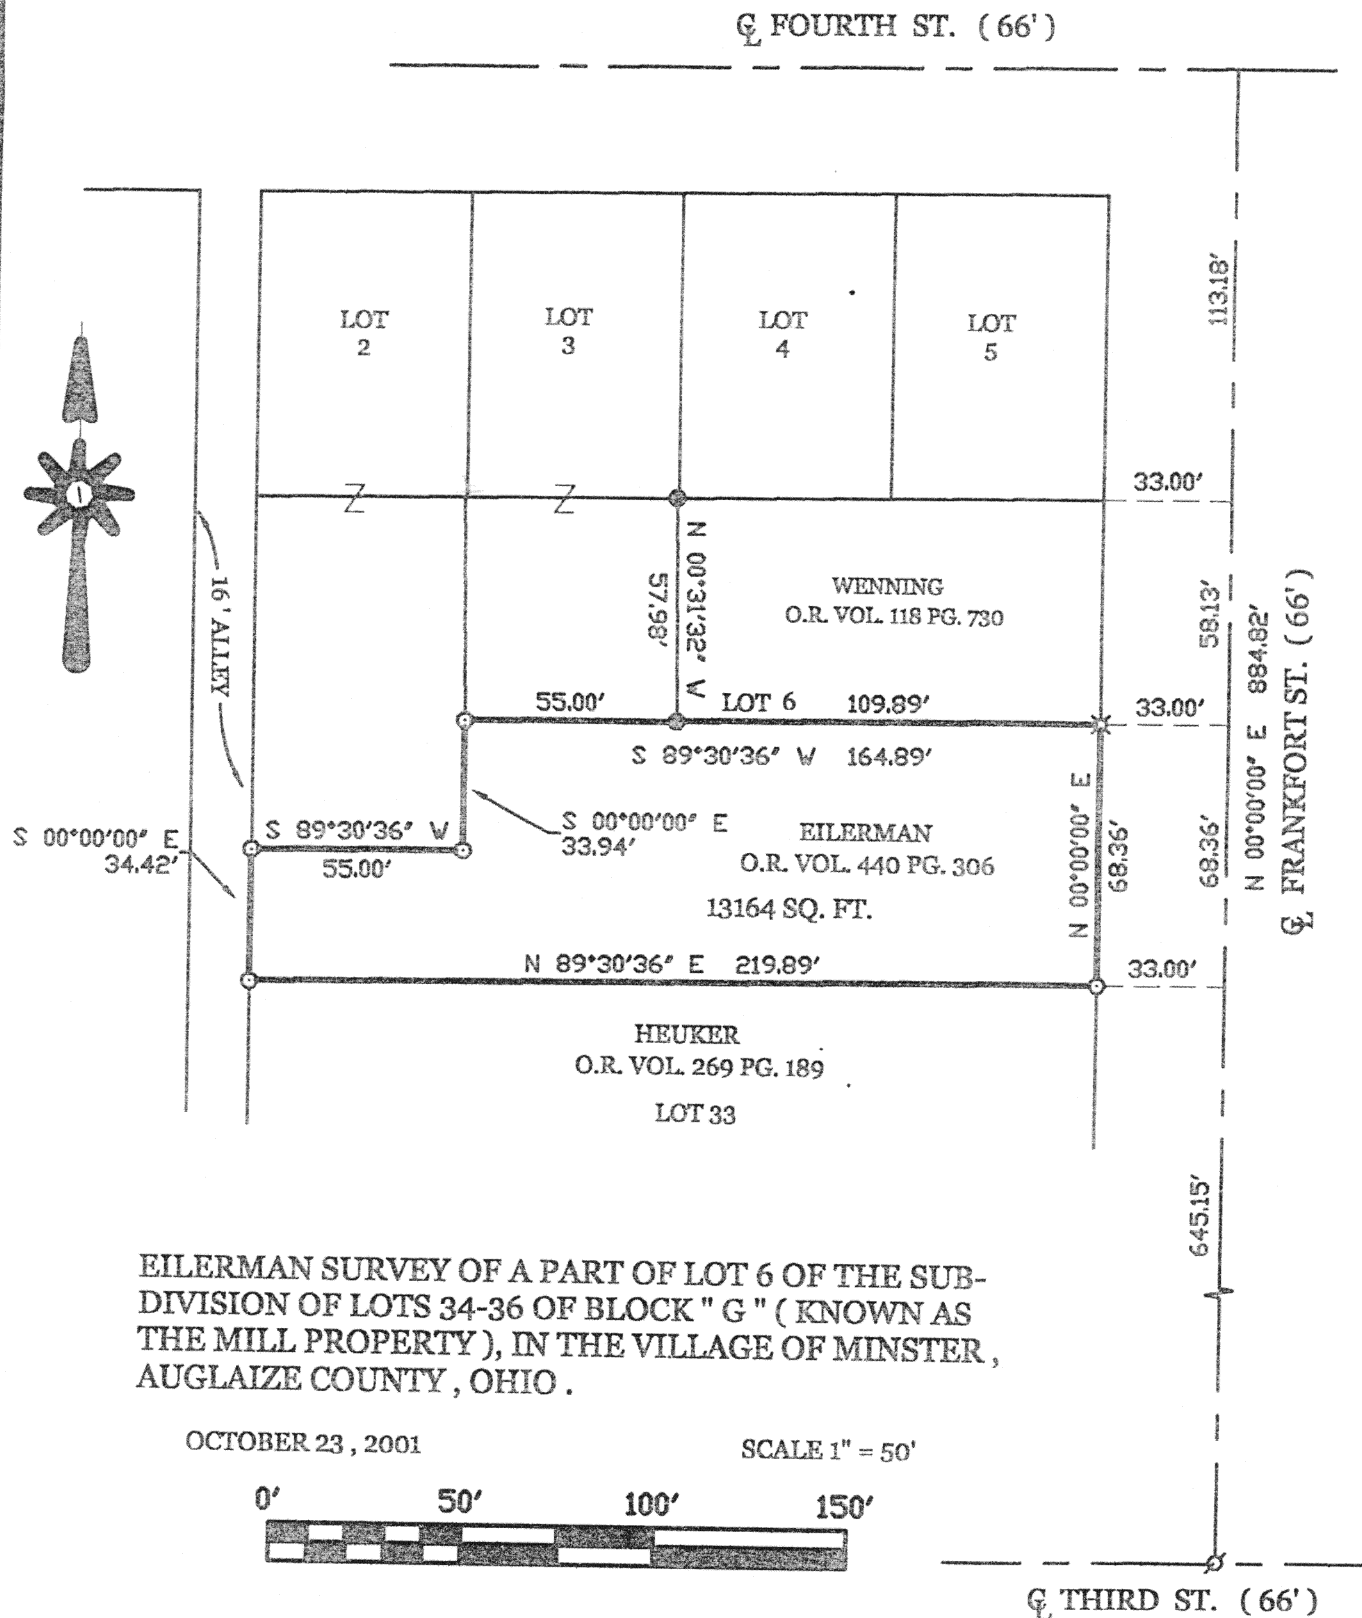 ℄ FOURTH ST. (66')
113.18'
LOT
2
LOT
3
LOT
4
LOT
5
33.00'
16' ALLEY
N 00°31'32" W
57.98'
WENNING
O.R. VOL. 118 PG. 730
58.13'
N 00°00'00" E 884.82'
℄ FRANKFORT ST. (66')
55.00'
LOT 6
109.89'
33.00'
S 89°30'36" W 164.89'
S 00°00'00" E
34.42'
S 89°30'36" W
55.00'
S 00°00'00" E
33.94'
EILERMAN
O.R. VOL. 440 PG. 306
13164 SQ. FT.
N 00°00'00" E
68.36'
68.36'
N 89°30'36" E 219.89'
33.00'
HEUKER
O.R. VOL. 269 PG. 189
LOT 33
645.15'
EILERMAN SURVEY OF A PART OF LOT 6 OF THE SUB-
DIVISION OF LOTS 34-36 OF BLOCK " G " ( KNOWN AS
THE MILL PROPERTY ), IN THE VILLAGE OF MINSTER ,
AUGLAIZE COUNTY , OHIO .
OCTOBER 23 , 2001
SCALE 1" = 50'
0' 50' 100' 150'
℄ THIRD ST. (66')